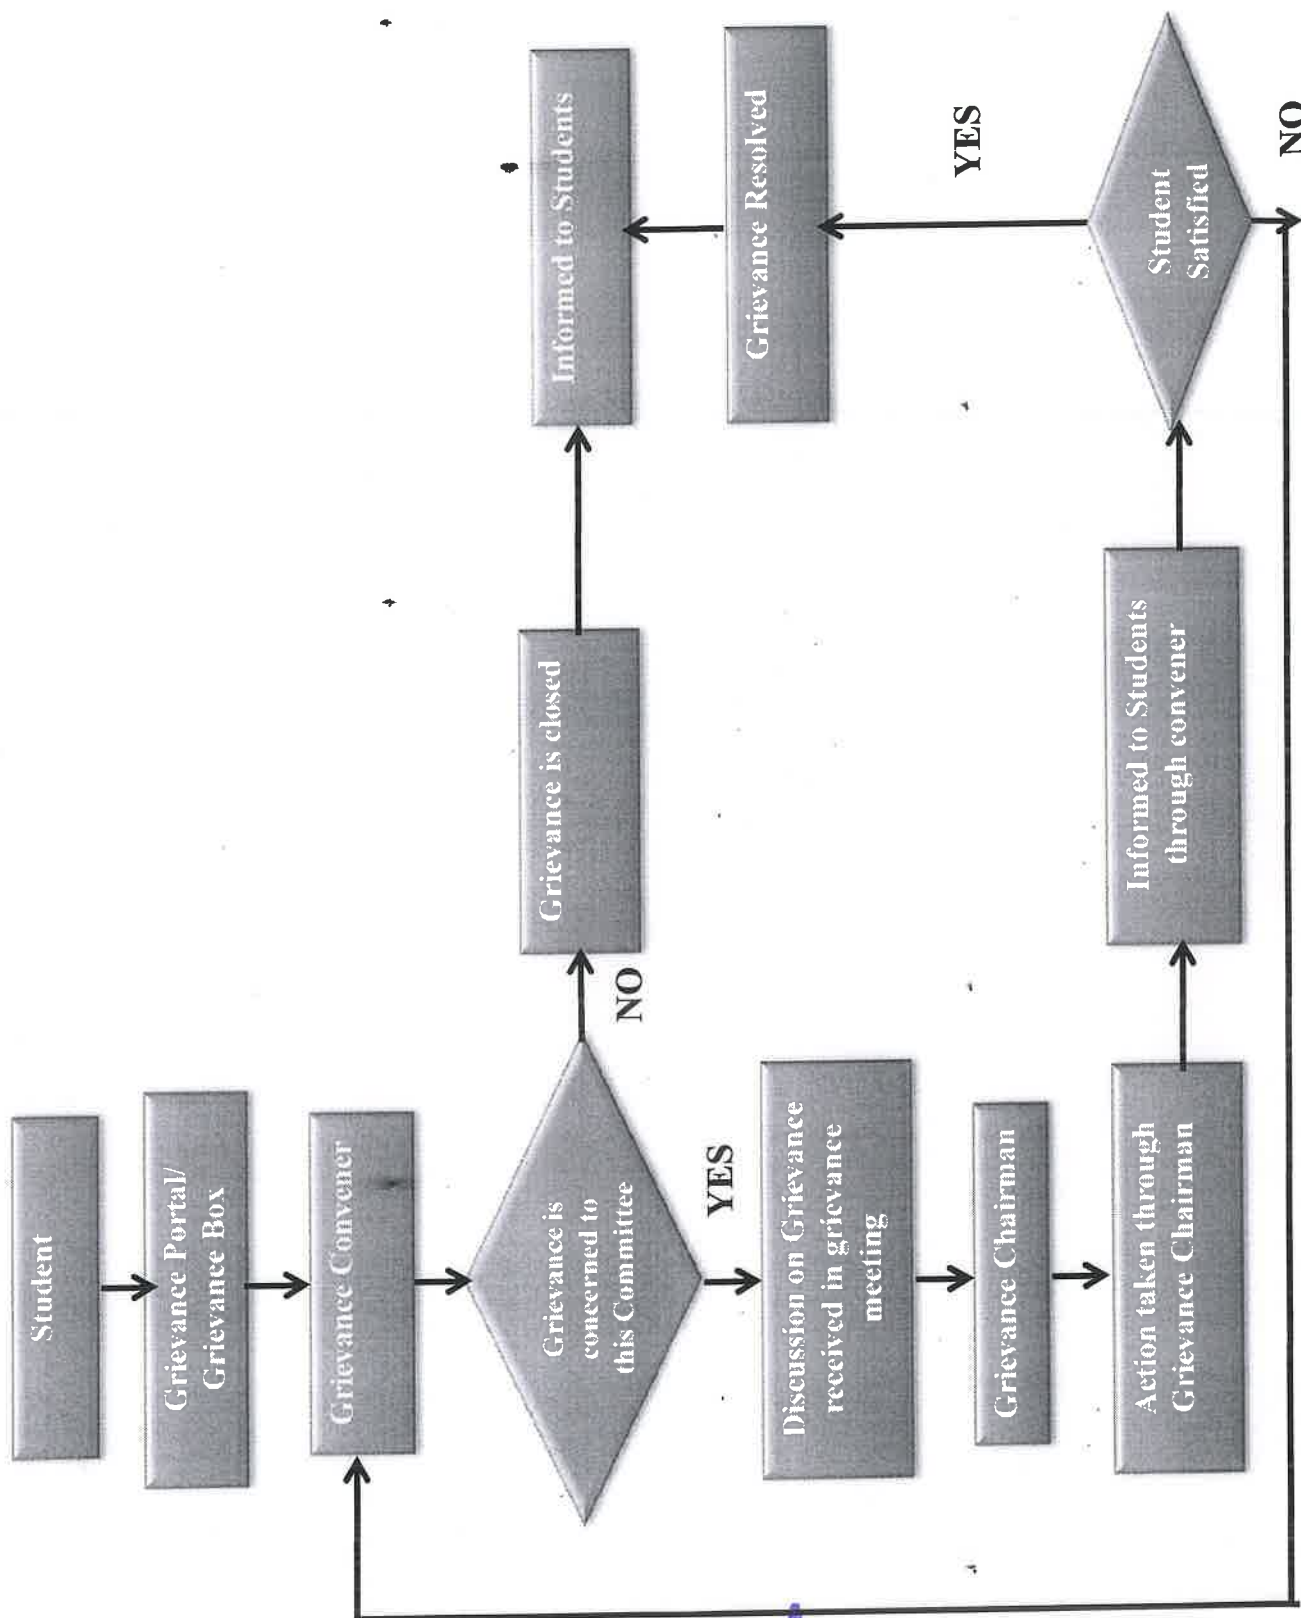 Student
Grievance Portal/
Grievance Box
Grievance Convener
Grievance is
concerned to
this Committee
NO
Grievance is closed
Informed to Students
YES
Discussion on Grievance
received in grievance
meeting
Grievance Chairman
Action taken through
Grievance Chairman
Informed to Students
through convener
Student
Satisfied
YES
Grievance Resolved
NO